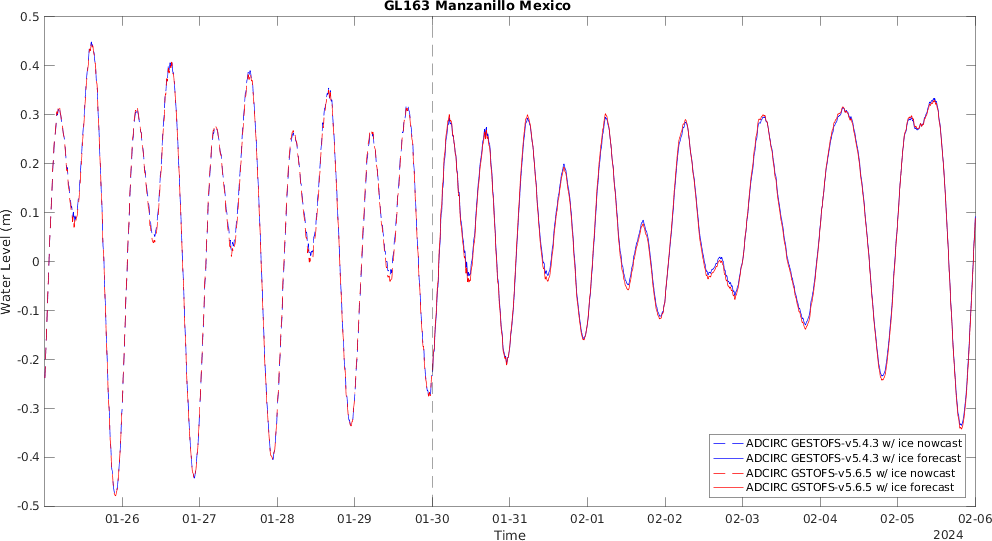 GL163 Manzanillo Mexico
0.5
0.4
0.3
0.2
0.1
0
-0.1
-0.2
-0.3
-0.4
-0.5
Water Level (m)
ADCIRC GESTOFS-v5.4.3 w/ ice nowcast
ADCIRC GESTOFS-v5.4.3 w/ ice forecast
ADCIRC GSTOFS-v5.6.5 w/ ice nowcast
ADCIRC GSTOFS-v5.6.5 w/ ice forecast
01-26 01-27 01-28 01-29 01-30 01-31 02-01 02-02 02-03 02-04 02-05 02-06
Time
2024